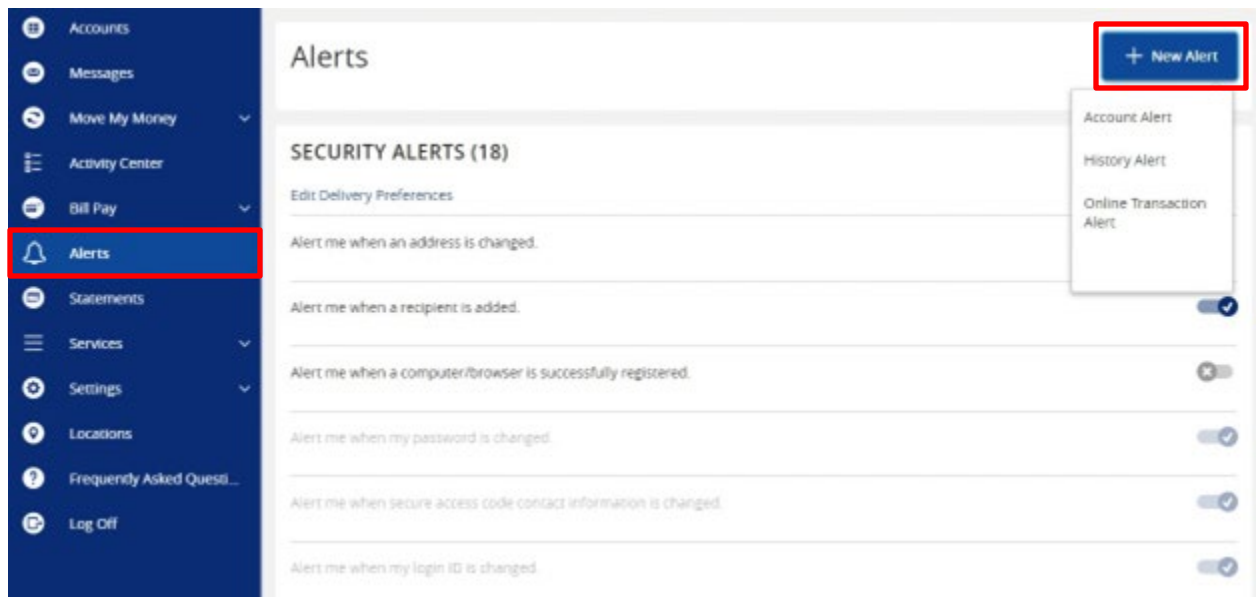 Accounts
Messages
Move My Money
Activity Center
Bill Pay
Alerts
Statements
Services
Settings
Locations
Frequently Asked Questi...
Log Off
Alerts
+ New Alert
Account Alert
History Alert
Online Transaction
Alert
SECURITY ALERTS (18)
Edit Delivery Preferences
Alert me when an address is changed.
Alert me when a recipient is added.
Alert me when a computer/browser is successfully registered.
Alert me when my password is changed.
Alert me when secure access code contact information is changed.
Alert me when my login ID is changed.